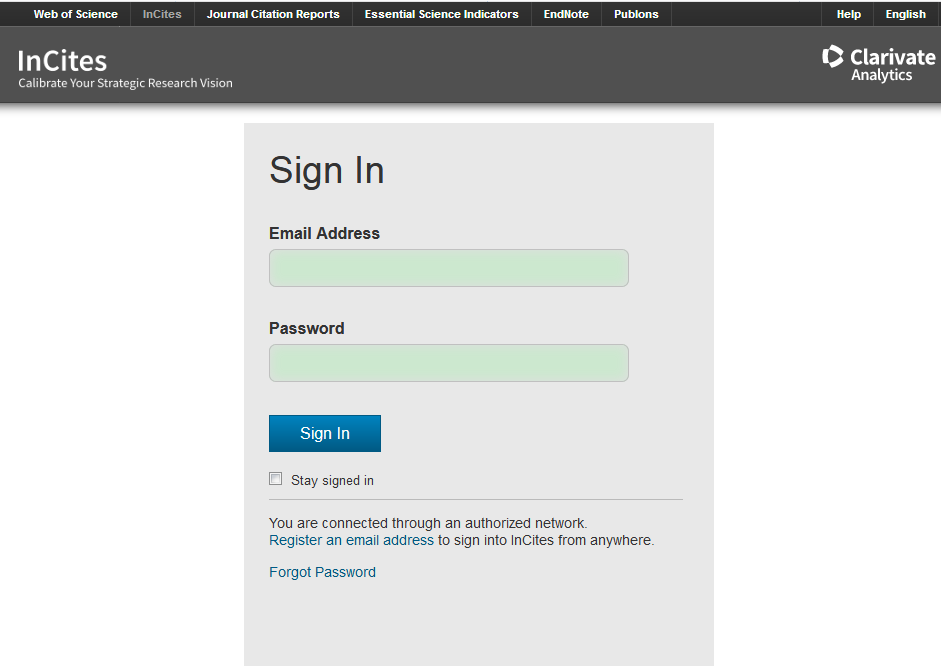 Web of Science InCites Journal Citation Reports Essential Science Indicators EndNote Publons Help English
InCites
Calibrate Your Strategic Research Vision
Clarivate
Analytics
Sign In
Email Address
Password
Sign In
Stay signed in
You are connected through an authorized network.
Register an email address to sign into InCites from anywhere.
Forgot Password